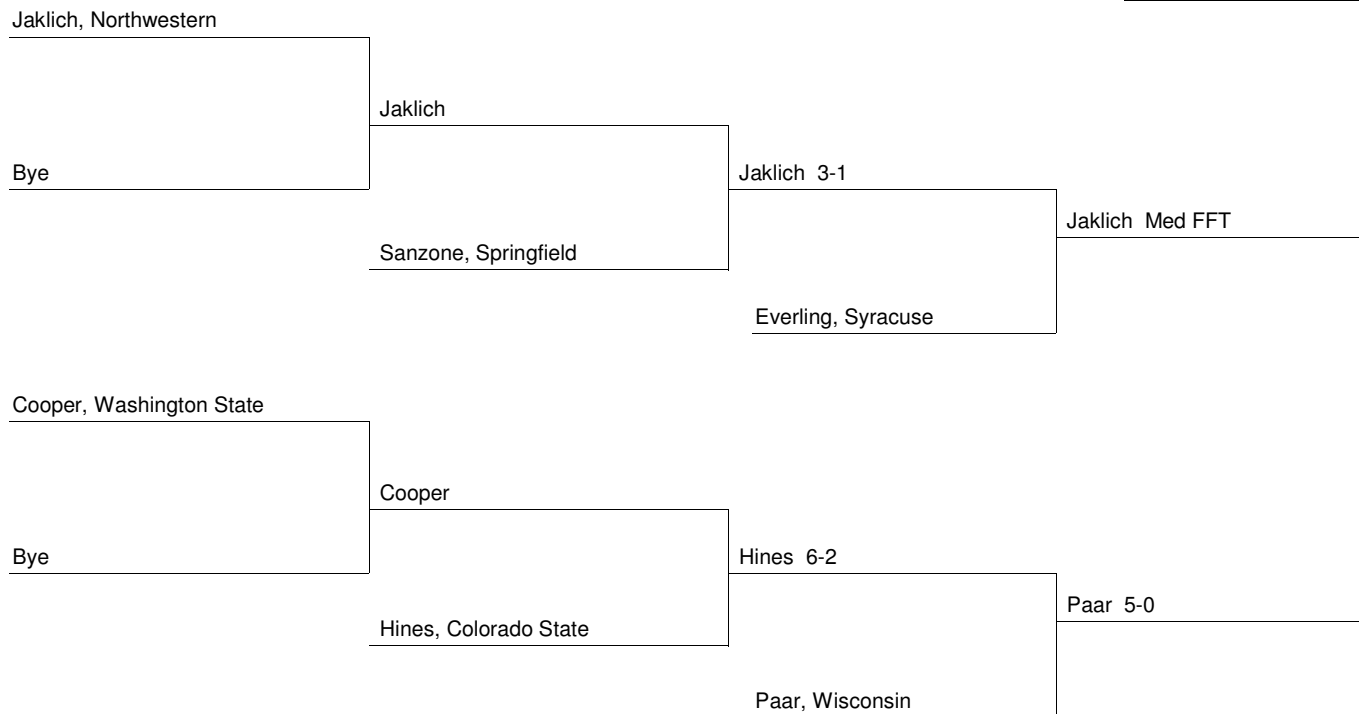 Jaklich, Northwestern
Jaklich
Bye
Jaklich 3-1
Jaklich Med FFT
Sanzone, Springfield
Everling, Syracuse
Cooper, Washington State
Cooper
Bye
Hines 6-2
Paar 5-0
Hines, Colorado State
Paar, Wisconsin